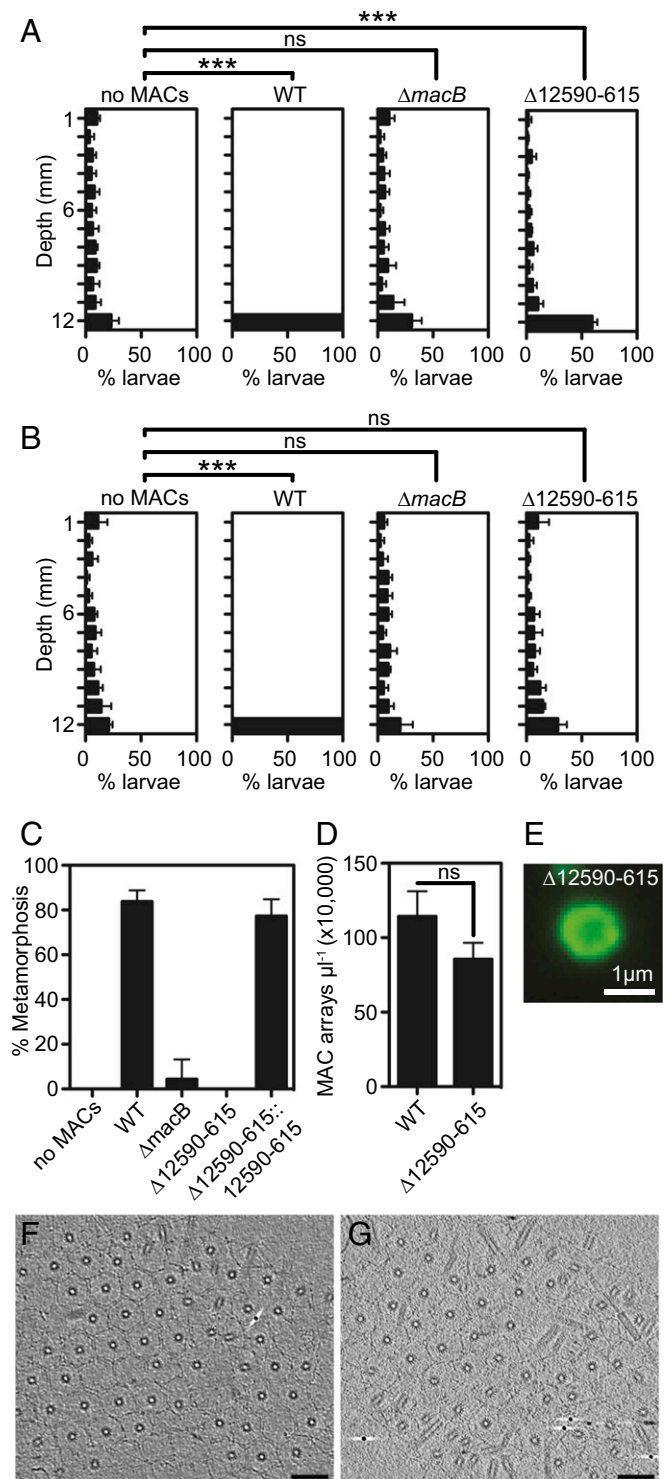 A
***
ns
***
no MACs WT ΔmacB Δ12590-615
Depth (mm)
1
6
12
0 50 100 0 50 100 0 50 100 0 50 100
% larvae % larvae % larvae % larvae
B
ns
ns
***
no MACs WT ΔmacB Δ12590-615
Depth (mm)
1
6
12
0 50 100 0 50 100 0 50 100 0 50 100
% larvae % larvae % larvae % larvae
C
% Metamorphosis
100
80
60
40
20
0
no MACs
WT
ΔmacB
Δ12590-615
Δ12590-615::
12590-615
D
MAC arrays µl⁻¹ (x10,000)
150
100
50
0
ns
WT
Δ12590-615
E
Δ12590-615
1µm
F
G